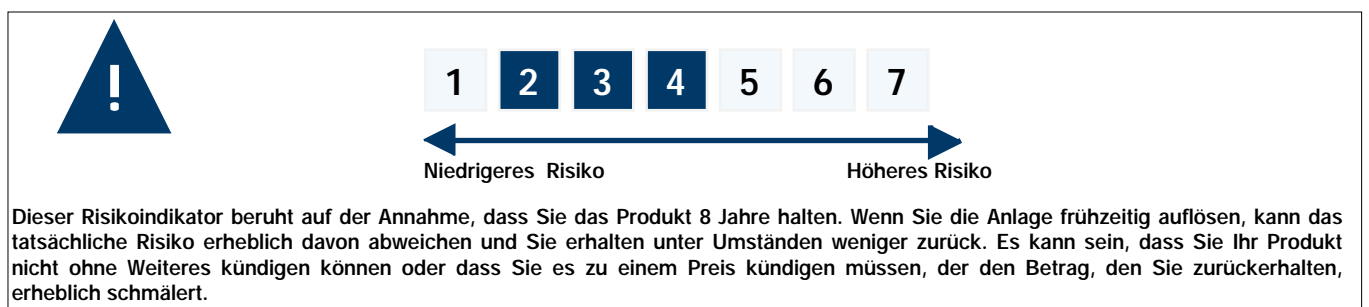 !
1 2 3 4 5 6 7
Niedrigeres Risiko Höheres Risiko
Dieser Risikoindikator beruht auf der Annahme, dass Sie das Produkt 8 Jahre halten. Wenn Sie die Anlage frühzeitig auflösen, kann das
tatsächliche Risiko erheblich davon abweichen und Sie erhalten unter Umständen weniger zurück. Es kann sein, dass Sie Ihr Produkt
nicht ohne Weiteres kündigen können oder dass Sie es zu einem Preis kündigen müssen, der den Betrag, den Sie zurückerhalten,
erheblich schmälert.